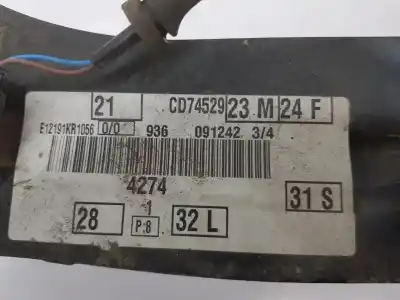 21 CD74529 23 M 24 F
E12191KR1056 0/0 936 091242 3/4
4274
1
28 P:8 32 L 31 S